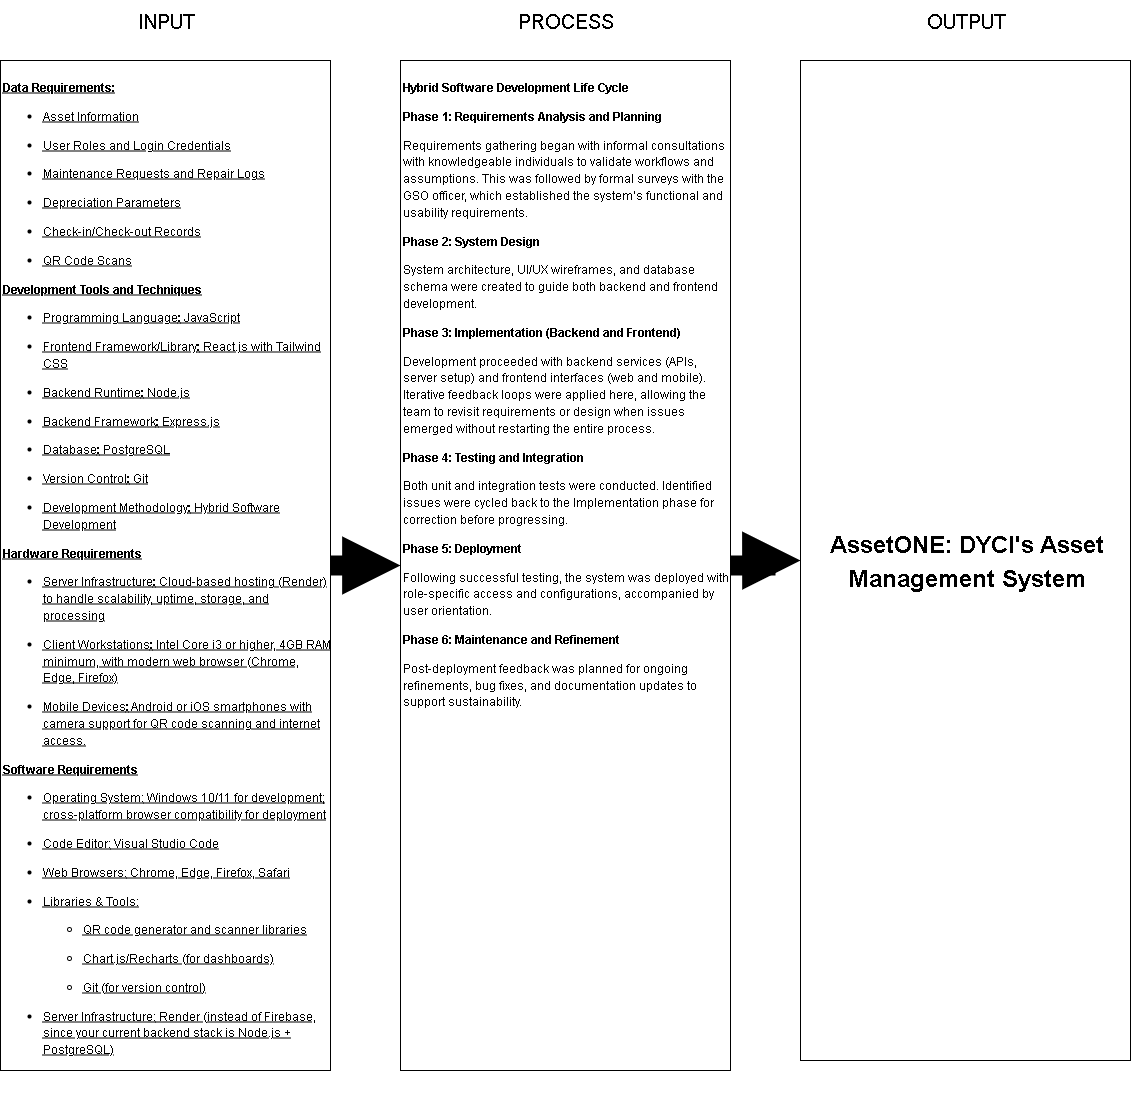 INPUT
PROCESS
OUTPUT
Data Requirements:
Asset Information
User Roles and Login Credentials
Maintenance Requests and Repair Logs
Depreciation Parameters
Check-in/Check-out Records
QR Code Scans
Development Tools and Techniques
Programming Language: JavaScript
Frontend Framework/Library: React.js with Tailwind
CSS
Backend Runtime: Node.js
Backend Framework: Express.js
Database: PostgreSQL
Version Control: Git
Development Methodology: Hybrid Software
Development
Hardware Requirements
Server Infrastructure: Cloud-based hosting (Render)
to handle scalability, uptime, storage, and
processing
Client Workstations: Intel Core i3 or higher, 4GB RAM
minimum, with modern web browser (Chrome,
Edge, Firefox)
Mobile Devices: Android or iOS smartphones with
camera support for QR code scanning and internet
access.
Software Requirements
Operating System: Windows 10/11 for development;
cross-platform browser compatibility for deployment
Code Editor: Visual Studio Code
Web Browsers: Chrome, Edge, Firefox, Safari
Libraries & Tools:
QR code generator and scanner libraries
Chart.js/Recharts (for dashboards)
Git (for version control)
Server Infrastructure: Render (instead of Firebase,
since your current backend stack is Node.js +
PostgreSQL)
Hybrid Software Development Life Cycle
Phase 1: Requirements Analysis and Planning
Requirements gathering began with informal consultations
with knowledgeable individuals to validate workflows and
assumptions. This was followed by formal surveys with the
GSO officer, which established the system's functional and
usability requirements.
Phase 2: System Design
System architecture, UI/UX wireframes, and database
schema were created to guide both backend and frontend
development.
Phase 3: Implementation (Backend and Frontend)
Development proceeded with backend services (APIs,
server setup) and frontend interfaces (web and mobile).
Iterative feedback loops were applied here, allowing the
team to revisit requirements or design when issues
emerged without restarting the entire process.
Phase 4: Testing and Integration
Both unit and integration tests were conducted. Identified
issues were cycled back to the Implementation phase for
correction before progressing.
Phase 5: Deployment
Following successful testing, the system was deployed with
role-specific access and configurations, accompanied by
user orientation.
Phase 6: Maintenance and Refinement
Post-deployment feedback was planned for ongoing
refinements, bug fixes, and documentation updates to
support sustainability.
AssetONE: DYCI's Asset
Management System